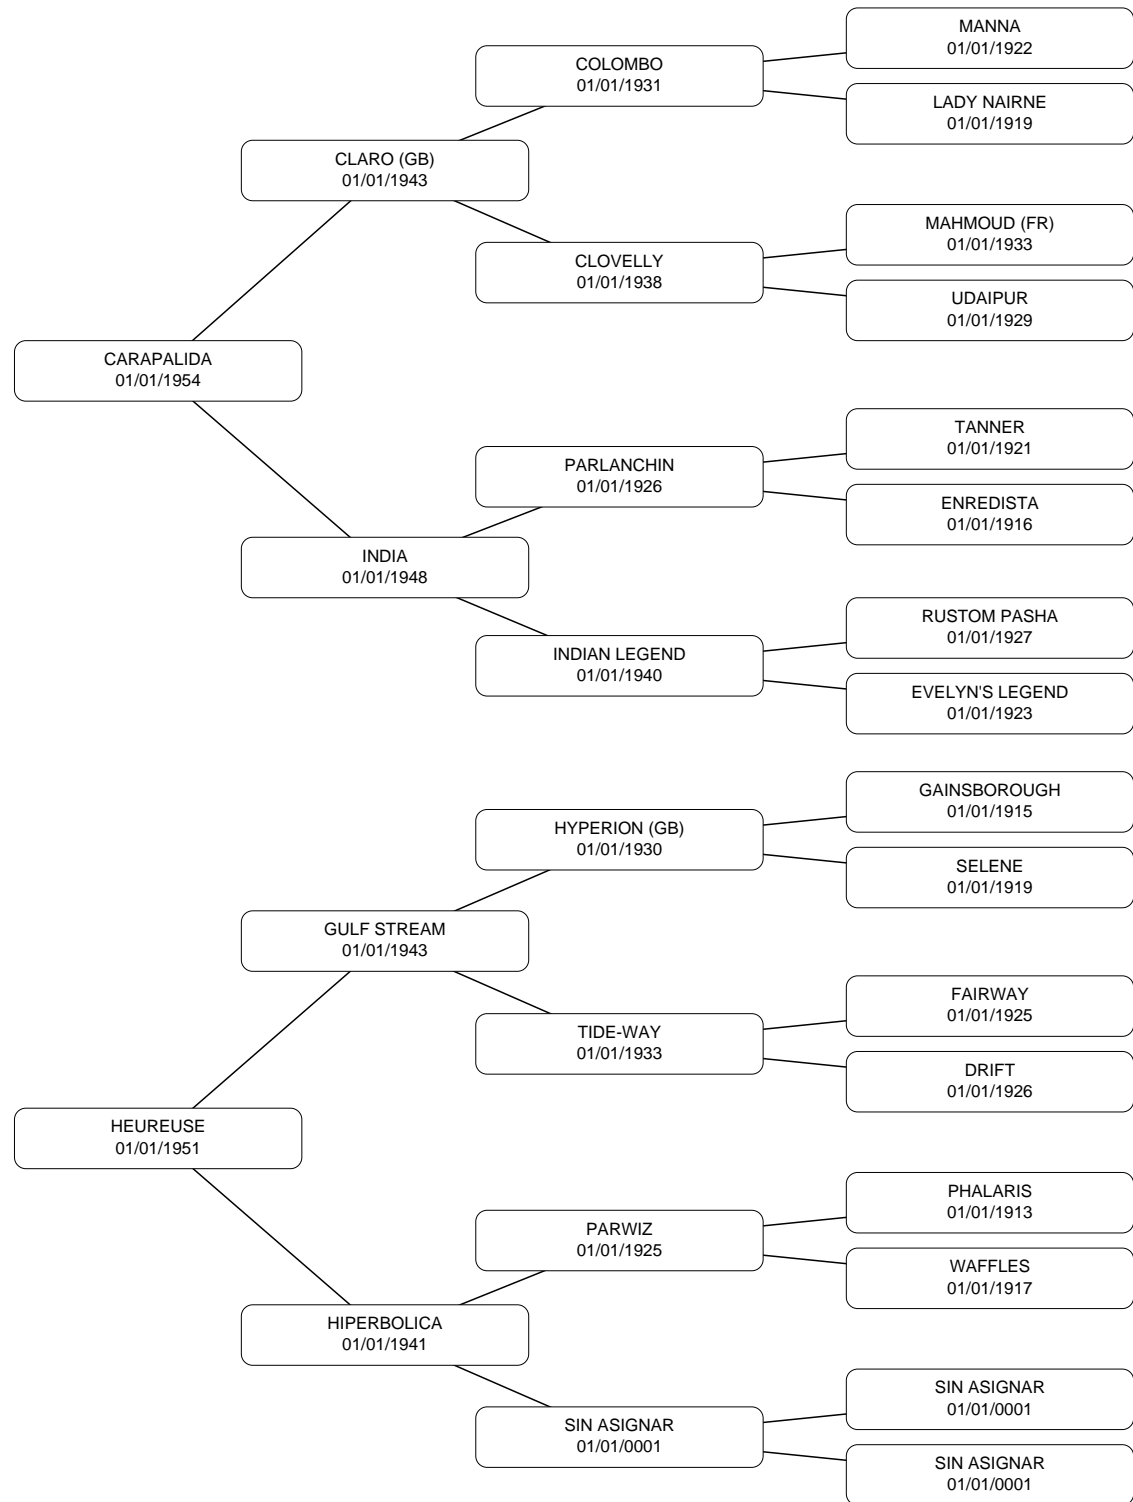 MANNA
01/01/1922
COLOMBO
01/01/1931
LADY NAIRNE
01/01/1919
CLARO (GB)
01/01/1943
MAHMOUD (FR)
01/01/1933
CLOVELLY
01/01/1938
UDAIPUR
01/01/1929
CARAPALIDA
01/01/1954
TANNER
01/01/1921
PARLANCHIN
01/01/1926
ENREDISTA
01/01/1916
INDIA
01/01/1948
RUSTOM PASHA
01/01/1927
INDIAN LEGEND
01/01/1940
EVELYN'S LEGEND
01/01/1923
GAINSBOROUGH
01/01/1915
HYPERION (GB)
01/01/1930
SELENE
01/01/1919
GULF STREAM
01/01/1943
FAIRWAY
01/01/1925
TIDE-WAY
01/01/1933
DRIFT
01/01/1926
HEUREUSE
01/01/1951
PHALARIS
01/01/1913
PARWIZ
01/01/1925
WAFFLES
01/01/1917
HIPERBOLICA
01/01/1941
SIN ASIGNAR
01/01/0001
SIN ASIGNAR
01/01/0001
SIN ASIGNAR
01/01/0001